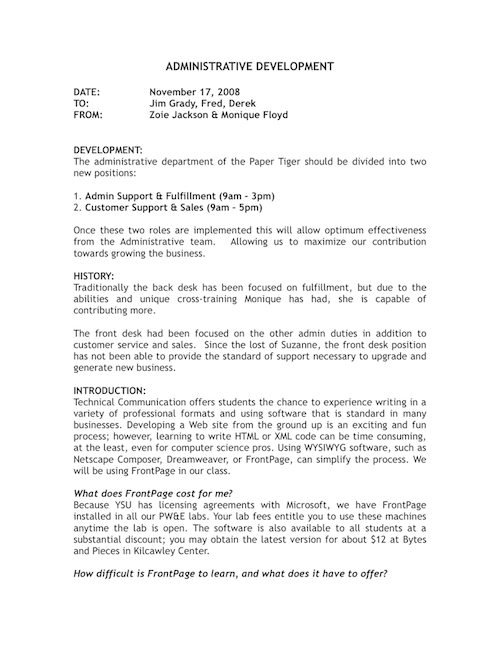 ADMINISTRATIVE DEVELOPMENT
DATE: November 17, 2008
TO: Jim Grady, Fred, Derek
FROM: Zoie Jackson & Monique Floyd
DEVELOPMENT:
The administrative department of the Paper Tiger should be divided into two
new positions:
1. Admin Support & Fulfillment (9am – 3pm)
2. Customer Support & Sales (9am – 5pm)
Once these two roles are implemented this will allow optimum effectiveness
from the Administrative team. Allowing us to maximize our contribution
towards growing the business.
HISTORY:
Traditionally the back desk has been focused on fulfillment, but due to the
abilities and unique cross-training Monique has had, she is capable of
contributing more.
The front desk had been focused on the other admin duties in addition to
customer service and sales. Since the lost of Suzanne, the front desk position
has not been able to provide the standard of support necessary to upgrade and
generate new business.
INTRODUCTION:
Technical Communication offers students the chance to experience writing in a
variety of professional formats and using software that is standard in many
businesses. Developing a Web site from the ground up is an exciting and fun
process; however, learning to write HTML or XML code can be time consuming,
at the least, even for computer science pros. Using WYSIWYG software, such as
Netscape Composer, Dreamweaver, or FrontPage, can simplify the process. We
will be using FrontPage in our class.
What does FrontPage cost for me?
Because YSU has licensing agreements with Microsoft, we have FrontPage
installed in all our PW&E labs. Your lab fees entitle you to use these machines
anytime the lab is open. The software is also available to all students at a
substantial discount; you may obtain the latest version for about $12 at Bytes
and Pieces in Kilcawley Center.
How difficult is FrontPage to learn, and what does it have to offer?